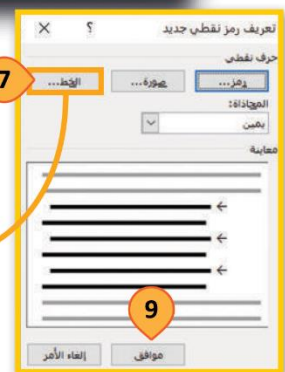 تعريف رمز نقطي جديد ؟ ×
حرف نقطي
رمز... صورة... الخط...
7
المحاذاة:
يمين
معاينة
9
موافق إلغاء الأمر